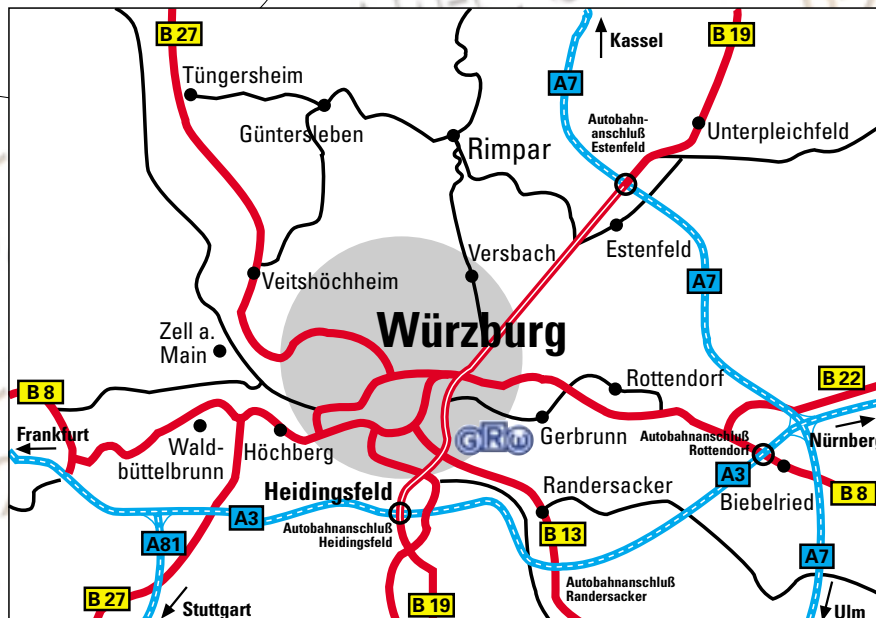 B 27
Kassel
B 19
Tüngersheim
A7
Autobahn-
anschluß
Estenfeld
Güntersleben
Unterpleichfeld
Rimpar
Versbach
Estenfeld
Veitshöchheim
A7
Zell a.
Main
Würzburg
B 8
Rottendorf
B 22
Frankfurt
Wald-
büttelbrunn
Höchberg
GRW
Gerbrunn
Autobahnanschluß
Rottendorf
Nürnberg
Heidingsfeld
Randersacker
A3
Biebelried
B 8
A3
Autobahnanschluß
Heidingsfeld
A81
B 13
A7
Autobahnanschluß
Randersacker
B 27
Stuttgart
B 19
Ulm